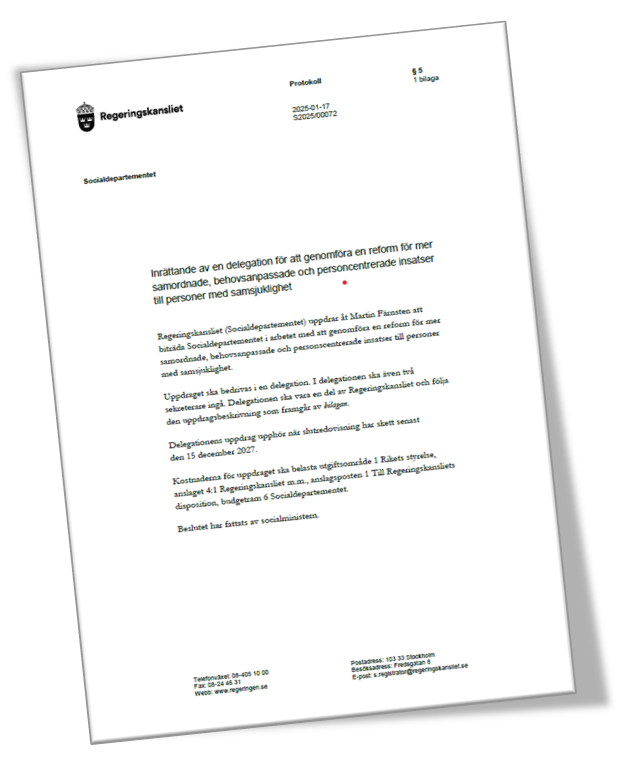 Protokoll
§ 5
1 bilaga
Regeringskansliet
2025-01-17
S2025/00072
Socialdepartementet
Inrättande av en delegation för att genomföra en reform för mer
samordnade, behovsanpassade och personcentrerade insatser
till personer med samsjuklighet
Regeringskansliet (Socialdepartementet) uppdrar åt Martin Färnsten att
biträda Socialdepartementet i arbetet med att genomföra en reform för mer
samordnade, behovsanpassade och personscentrerade insatser till personer
med samsjuklighet.
Uppdraget ska bedrivas i en delegation. I delegationen ska även två
sekreterare ingå. Delegationen ska vara en del av Regeringskansliet och följa
den uppdragsbeskrivning som framgår av bilagan.
Delegationens uppdrag upphör när slutredovisning har skett senast
den 15 december 2027.
Kostnaderna för uppdraget ska belasta utgiftsområde 1 Rikets styrelse,
anslaget 4:1 Regeringskansliet m.m., anslagsposten 1 Till Regeringskansliets
disposition, budgetram 6 Socialdepartementet.
Beslutet har fattats av socialministern.
Telefonväxel: 08-405 10 00
Fax: 08-24 46 31
Webb: www.regeringen.se
Postadress: 103 33 Stockholm
Besöksadress: Fredsgatan 8
E-post: s.registrator@regeringskansliet.se